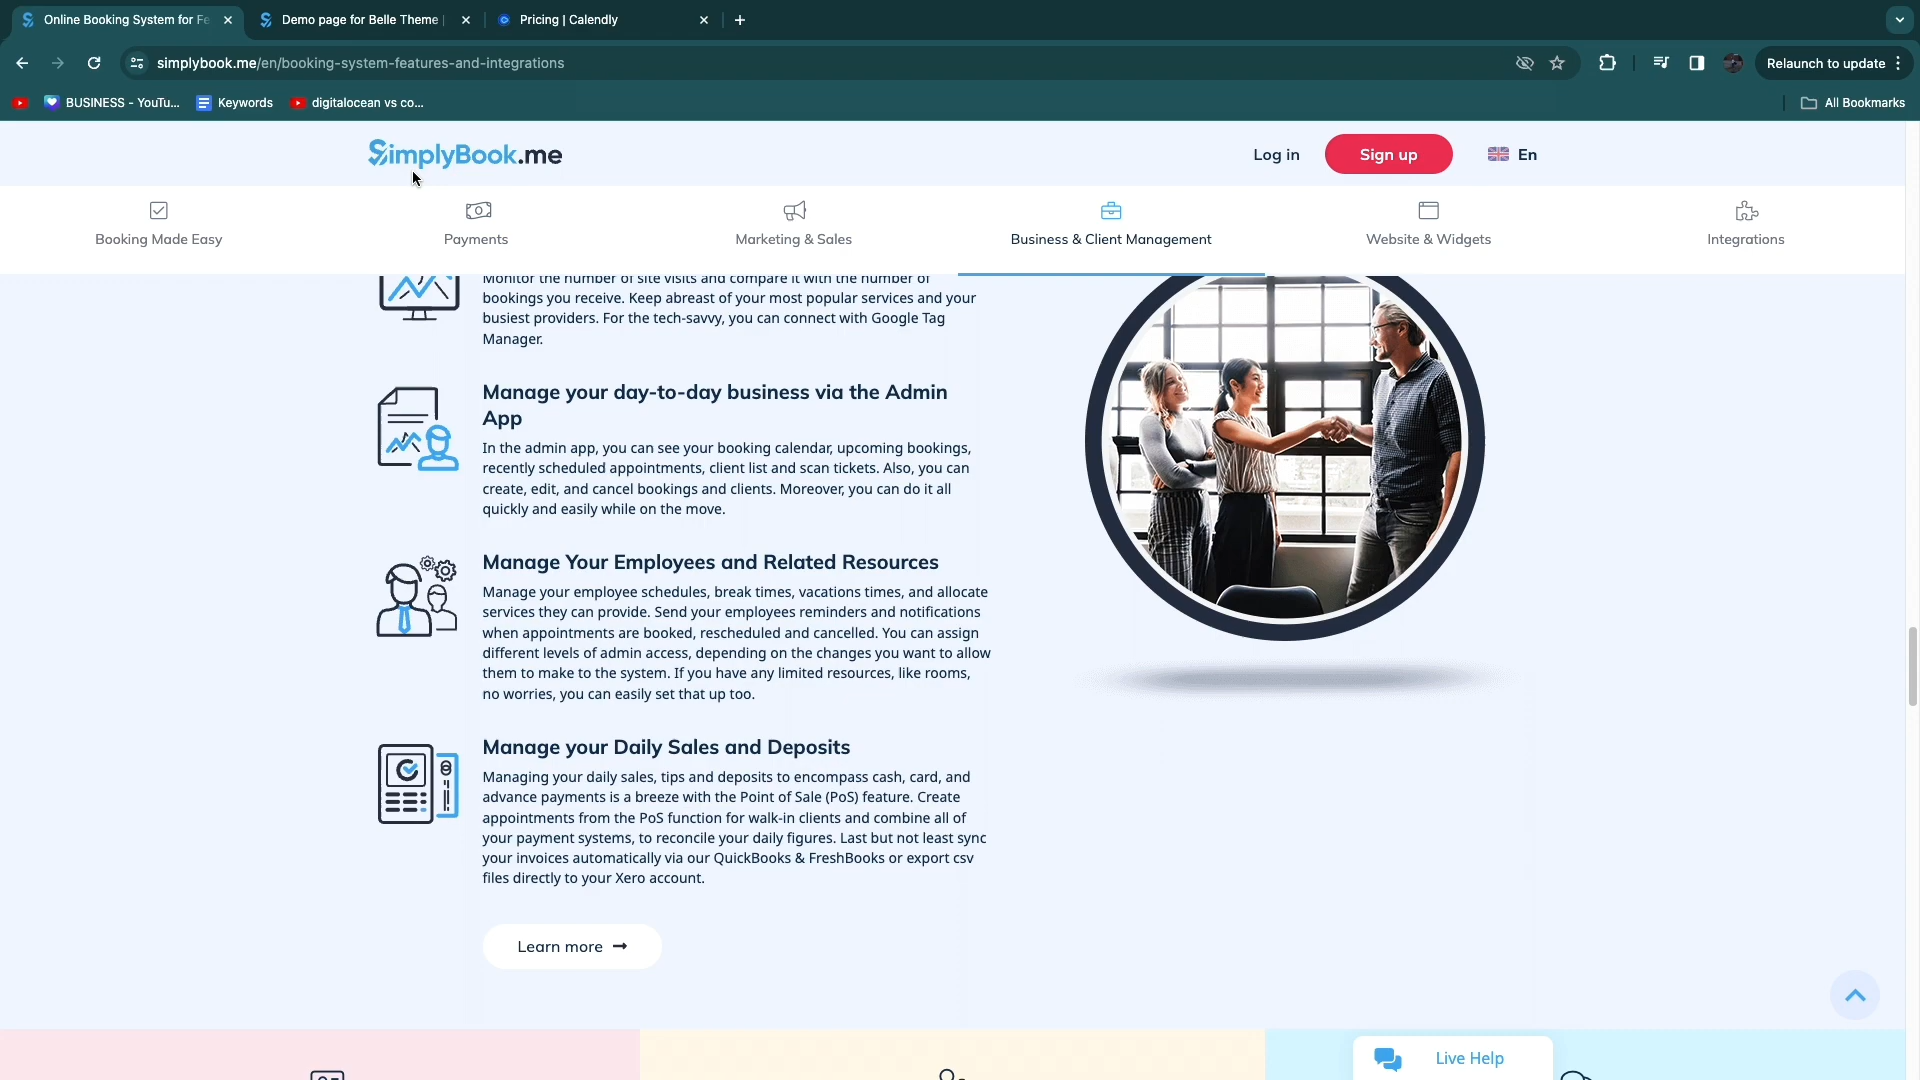 Online Booking System for Fe
Demo page for Belle Theme
Pricing | Calendly
simplybook.me/en/booking-system-features-and-integrations
Relaunch to update
BUSINESS - YouTu...
Keywords
digitalocean vs co...
All Bookmarks
SimplyBook.me
Log in
Sign up
En
Booking Made Easy
Payments
Marketing & Sales
Business & Client Management
Website & Widgets
Integrations
Monitor the number of site visits and compare it with the number of
bookings you receive. Keep abreast of your most popular services and your
busiest providers. For the tech-savvy, you can connect with Google Tag
Manager.
Manage your day-to-day business via the Admin
App
In the admin app, you can see your booking calendar, upcoming bookings,
recently scheduled appointments, client list and scan tickets. Also, you can
create, edit, and cancel bookings and clients. Moreover, you can do it all
quickly and easily while on the move.
Manage Your Employees and Related Resources
Manage your employee schedules, break times, vacations times, and allocate
services they can provide. Send your employees reminders and notifications
when appointments are booked, rescheduled and cancelled. You can assign
different levels of admin access, depending on the changes you want to allow
them to make to the system. If you have any limited resources, like rooms,
no worries, you can easily set that up too.
Manage your Daily Sales and Deposits
Managing your daily sales, tips and deposits to encompass cash, card, and
advance payments is a breeze with the Point of Sale (PoS) feature. Create
appointments from the PoS function for walk-in clients and combine all of
your payment systems, to reconcile your daily figures. Last but not least sync
your invoices automatically via our QuickBooks & FreshBooks or export csv
files directly to your Xero account.
Learn more
Live Help